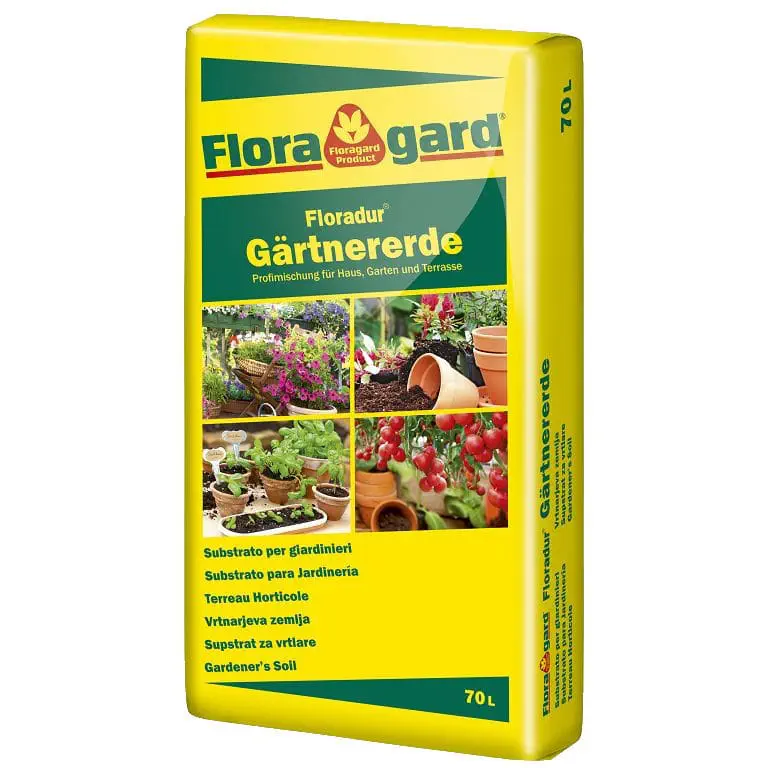 Floragard®
Floragard
Product
Floradur®
Gärtnererde
Profimischung für Haus, Garten und Terrasse
Substrato per giardinieri
Substrato para Jardinería
Terreau Horticole
Vrtnarjeva zemlja
Supstrat za vrtlare
Gardener's Soil
70 L
70 L
Floragard Floradur® Gärtnererde
Substrato per giardinieri
Substrato para Jardinería
Terreau Horticole
Vrtnarjeva zemlja
Supstrat za vrtlare
Gardener's Soil